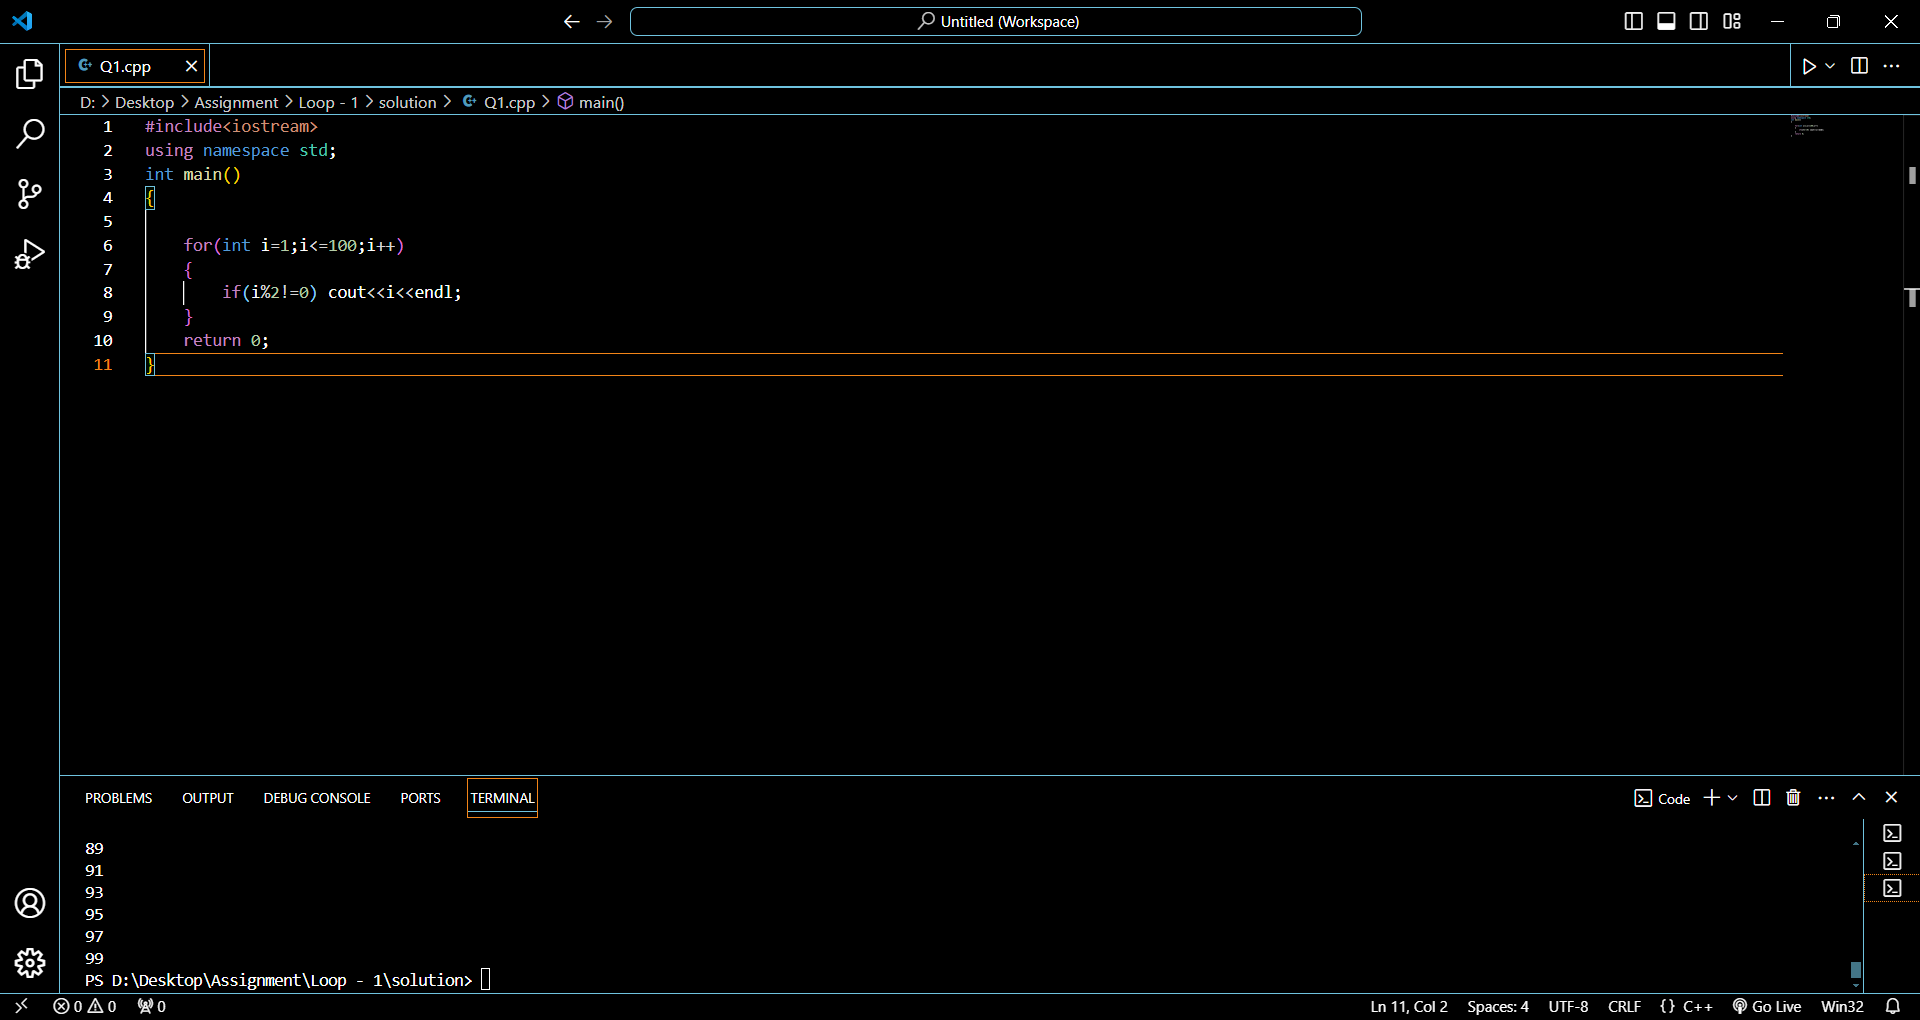 Untitled (Workspace)
Q1.cpp
D: > Desktop > Assignment > Loop - 1 > solution > Q1.cpp > main()
1 #include<iostream>
2 using namespace std;
3 int main()
4 {
5
6 for(int i=1;i<=100;i++)
7 {
8 if(i%2!=0) cout<<i<<endl;
9 }
10 return 0;
11 }
PROBLEMS OUTPUT DEBUG CONSOLE PORTS TERMINAL Code
89
91
93
95
97
99
PS D:\Desktop\Assignment\Loop - 1\solution>
0 0 0 Ln 11, Col 2 Spaces: 4 UTF-8 CRLF {} C++ Go Live Win32